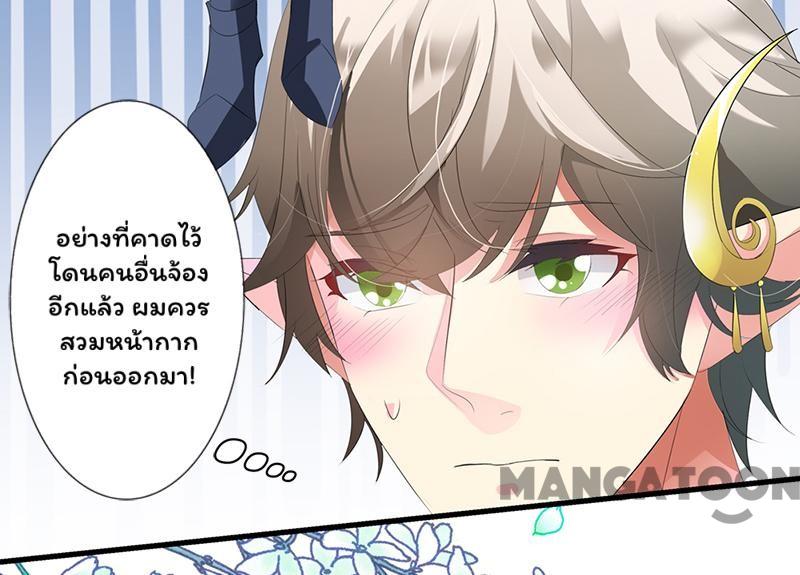 อย่างที่คาดไว้
โดนคนอื่นจ้อง
อีกแล้ว ผมควร
สวมหน้ากาก
ก่อนออกมา!
MANGATOON